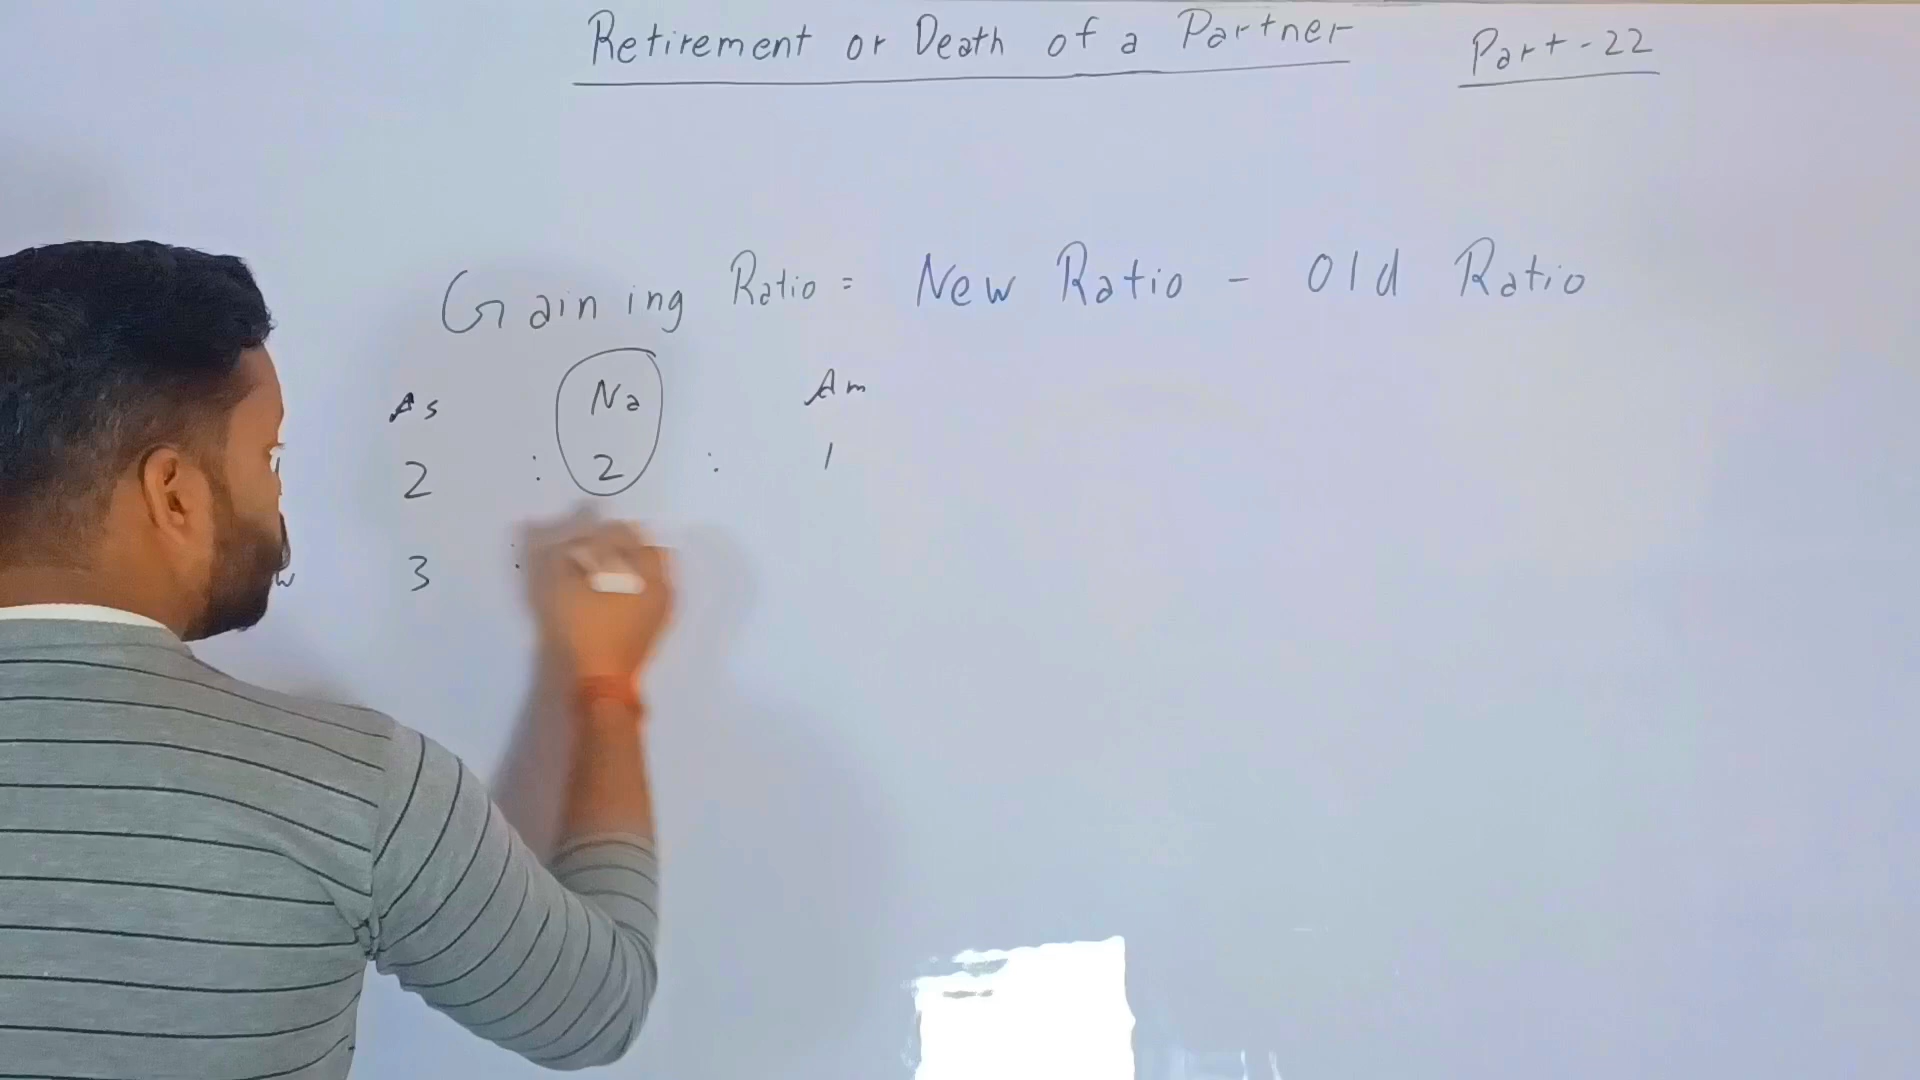 Retirement or Death of a Partner Part-22
Gaining Ratio = New Ratio - Old Ratio
As Na Am
2 : 2 : 1
3 :